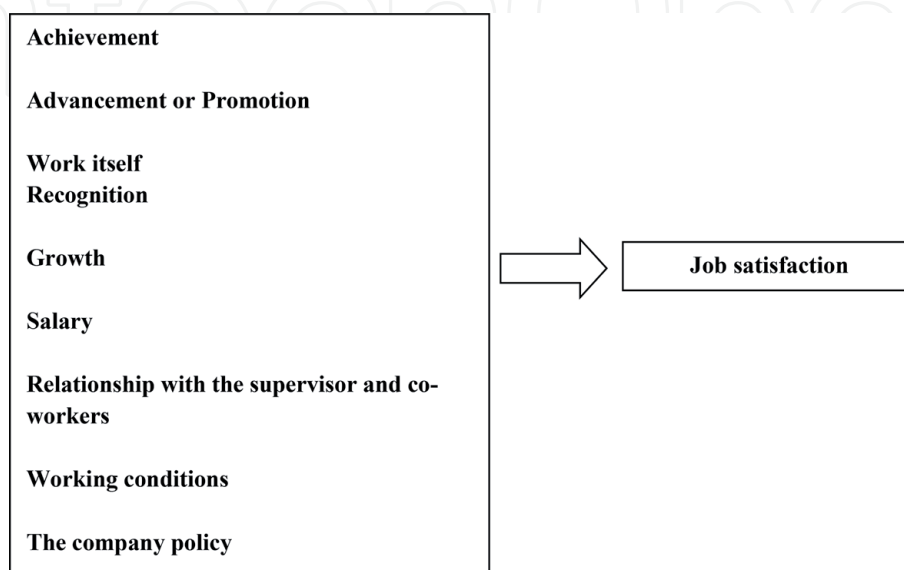 Achievement
Advancement or Promotion
Work itself
Recognition
Growth
Salary
Relationship with the supervisor and co-
workers
Working conditions
The company policy
Job satisfaction